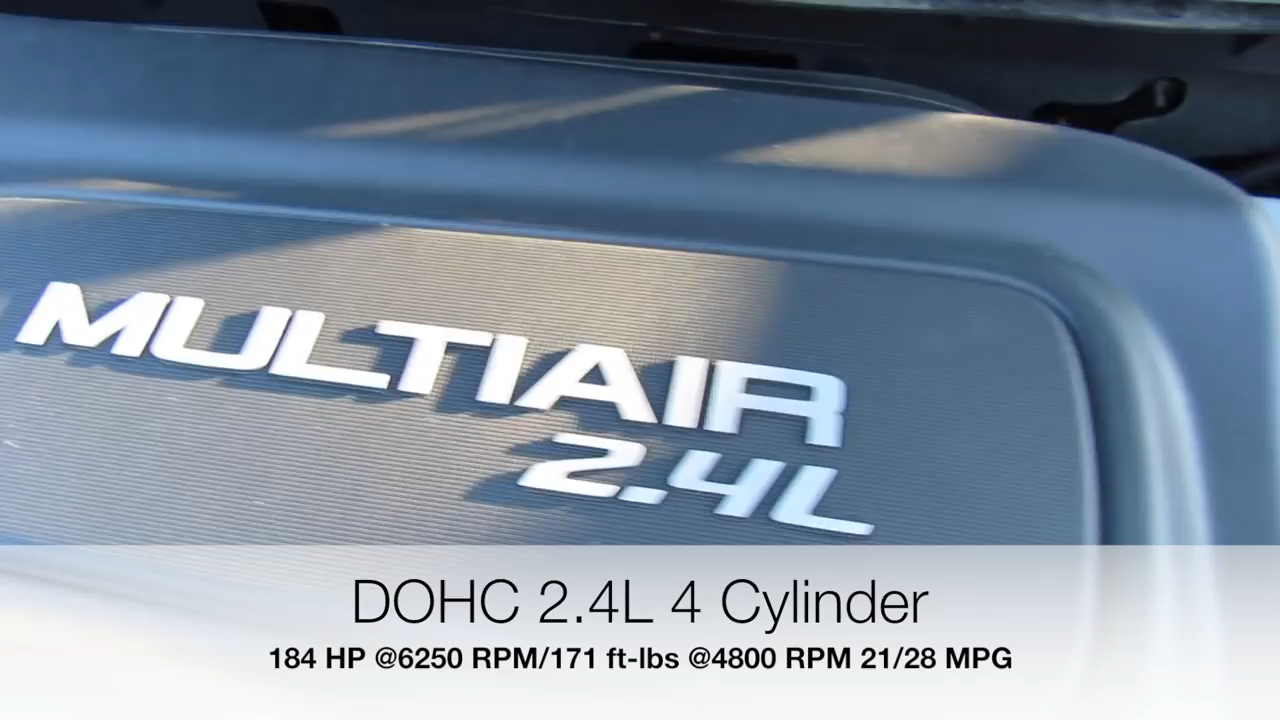 MULTIAIR
2.4L
DOHC 2.4L 4 Cylinder
184 HP @6250 RPM/171 ft-lbs @4800 RPM 21/28 MPG